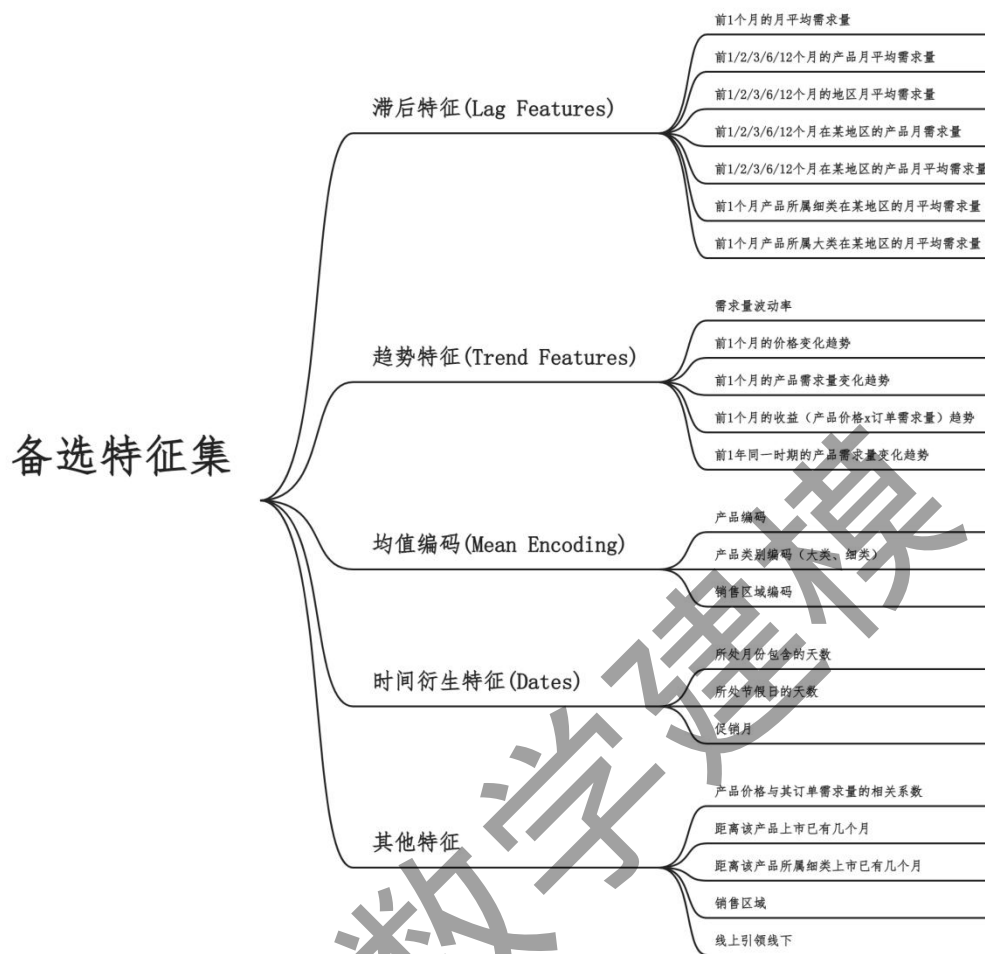 备选特征集
滞后特征(Lag Features)
前1个月的月平均需求量
前1/2/3/6/12个月的产品月平均需求量
前1/2/3/6/12个月的地区月平均需求量
前1/2/3/6/12个月在某地区的产品月需求量
前1/2/3/6/12个月在某地区的产品月平均需求量
前1个月产品所属细类在某地区的月平均需求量
前1个月产品所属大类在某地区的月平均需求量
趋势特征(Trend Features)
需求量波动率
前1个月的价格变化趋势
前1个月的产品需求量变化趋势
前1个月的收益（产品价格x订单需求量）趋势
前1年同一时期的产品需求量变化趋势
均值编码(Mean Encoding)
产品编码
产品类别编码（大类、细类）
销售区域编码
时间衍生特征(Dates)
所处月份包含的天数
所处节假日的天数
促销月
其他特征
产品价格与其订单需求量的相关系数
距离该产品上市已有几个月
距离该产品所属细类上市已有几个月
销售区域
线上引领线下
数学建模